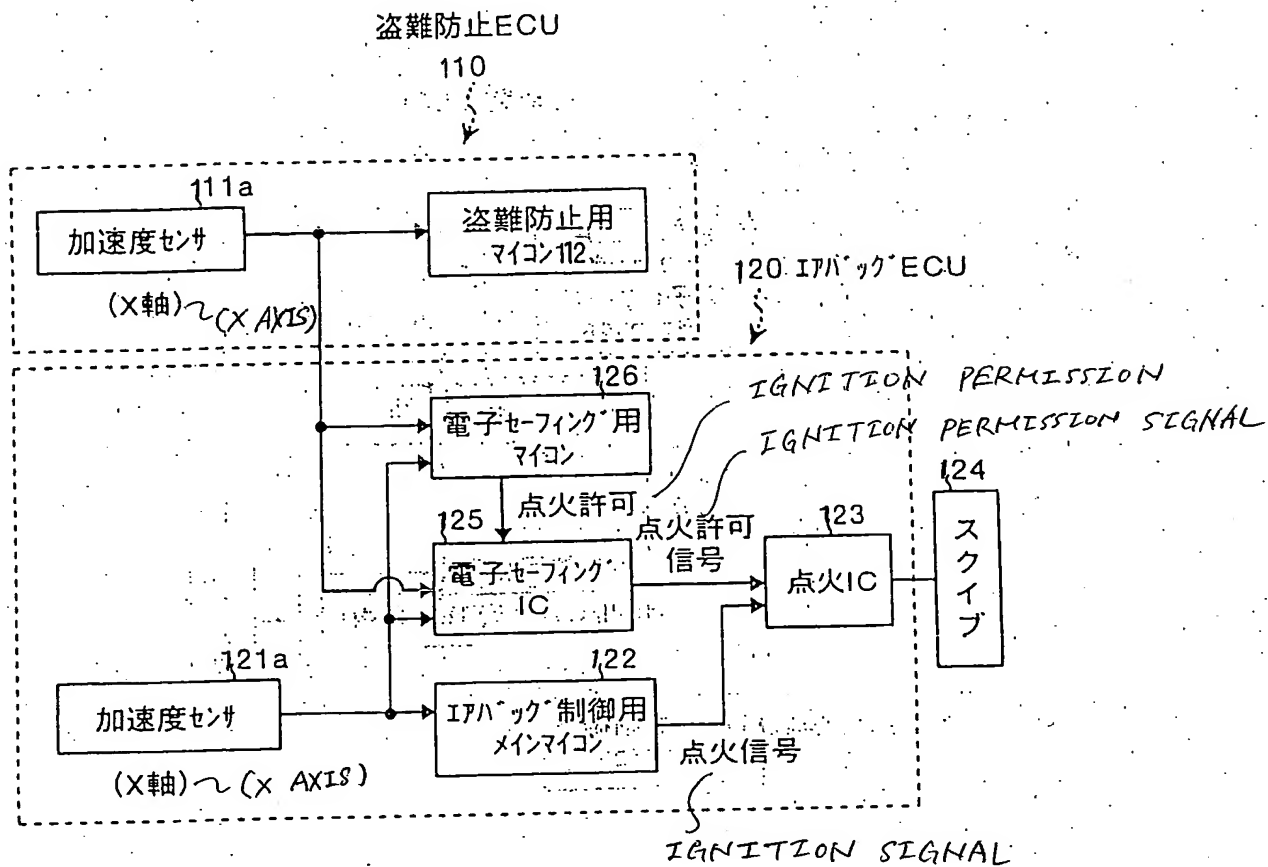 盗難防止ECU
110
111a
加速度センサ
(X軸)~(X AXIS)
盗難防止用
マイコン112
120 エアバッグECU
126
電子セーフィング用
マイコン
IGNITION PERMISSION
IGNITION PERMISSION SIGNAL
点火許可
125
電子セーフィング
IC
点火許可
信号
123
点火IC
124
スクイブ
121a
加速度センサ
(X軸)~(X AXIS)
122
エアバッグ制御用
メインマイコン
点火信号
IGNITION SIGNAL